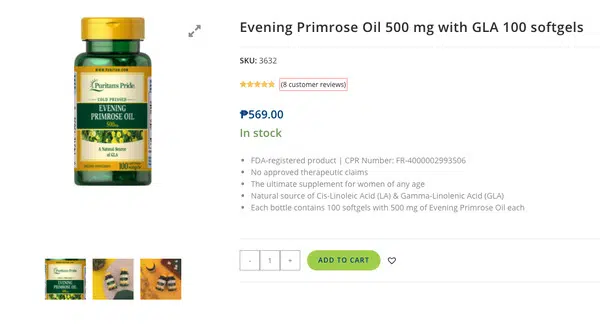 Evening Primrose Oil 500 mg with GLA 100 softgels
SKU: 3632
(8 customer reviews)
₱569.00
In stock
FDA-registered product | CPR Number: FR-4000002993506
No approved therapeutic claims
The ultimate supplement for women of any age
Natural source of Cis-Linoleic Acid (LA) & Gamma-Linolenic Acid (GLA)
Each bottle contains 100 softgels with 500 mg of Evening Primrose Oil each
- 1 +
ADD TO CART
Puritan's Pride
COLD PRESSED
EVENING
PRIMROSE OIL
500 mg
A Natural Source
of GLA
100